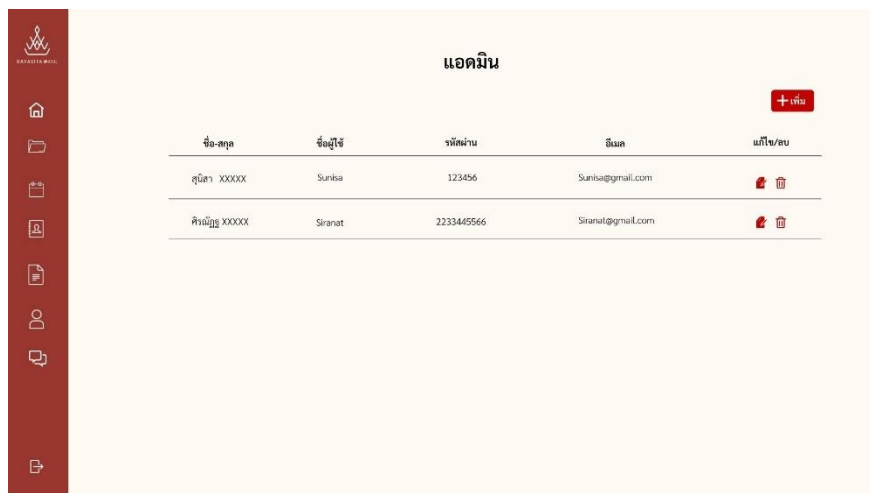 แอดมิน
เพิ่ม
ชื่อ-สกุล ชื่อผู้ใช้ รหัสผ่าน อีเมล แก้ไข/ลบ
สุนิสา XXXXX Sunisa 123456 Sunisa@gmail.com
ศิรณัฏฐ XXXXX Siranat 2233445566 Siranat@gmail.com